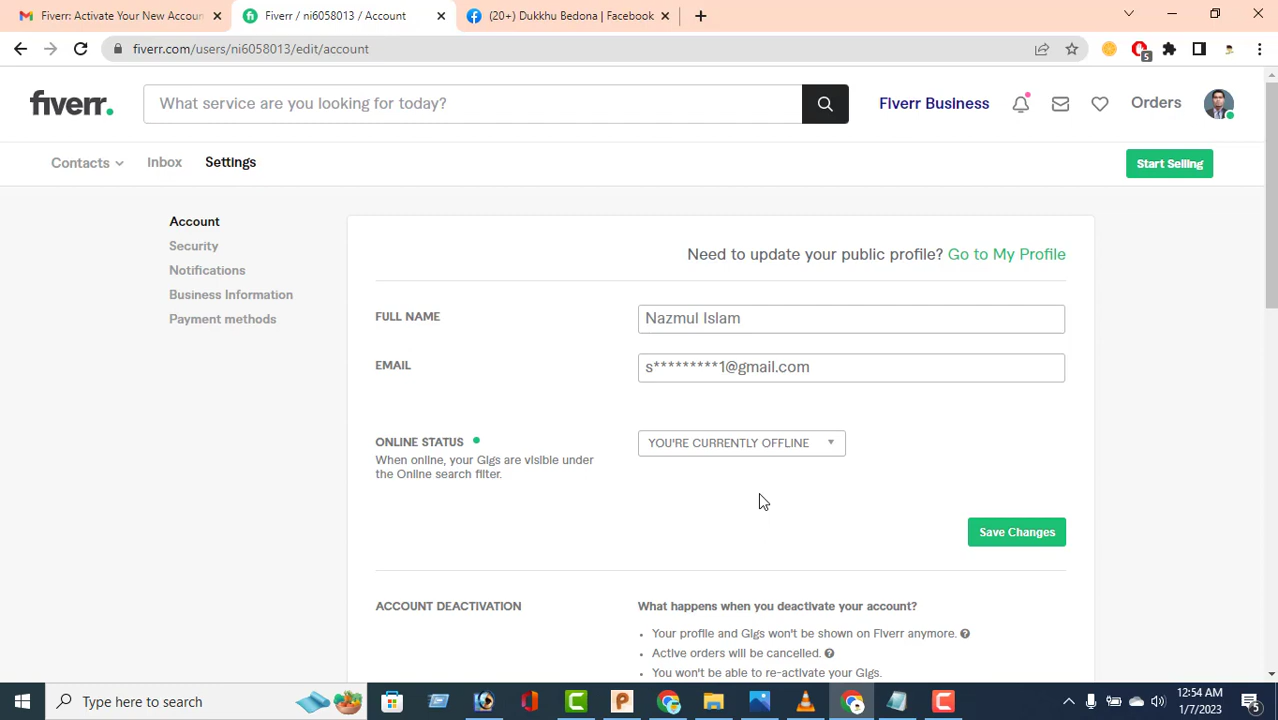 Fiverr: Activate Your New Accoun
Fiverr / ni6058013 / Account
(20+) Dukkhu Bedona | Facebook
fiverr.com/users/ni6058013/edit/account
5
fiverr.
What service are you looking for today?
Fiverr Business
Orders
Contacts
Inbox
Settings
Start Selling
Account
Security
Notifications
Business Information
Payment methods
Need to update your public profile? Go to My Profile
FULL NAME
Nazmul Islam
EMAIL
s*********1@gmail.com
ONLINE STATUS
YOU'RE CURRENTLY OFFLINE
When online, your Gigs are visible under
the Online search filter.
Save Changes
ACCOUNT DEACTIVATION
What happens when you deactivate your account?
• Your profile and Gigs won't be shown on Fiverr anymore.
• Active orders will be cancelled.
• You won't be able to re-activate your Gigs.
Type here to search
12:54 AM
1/7/2023
5